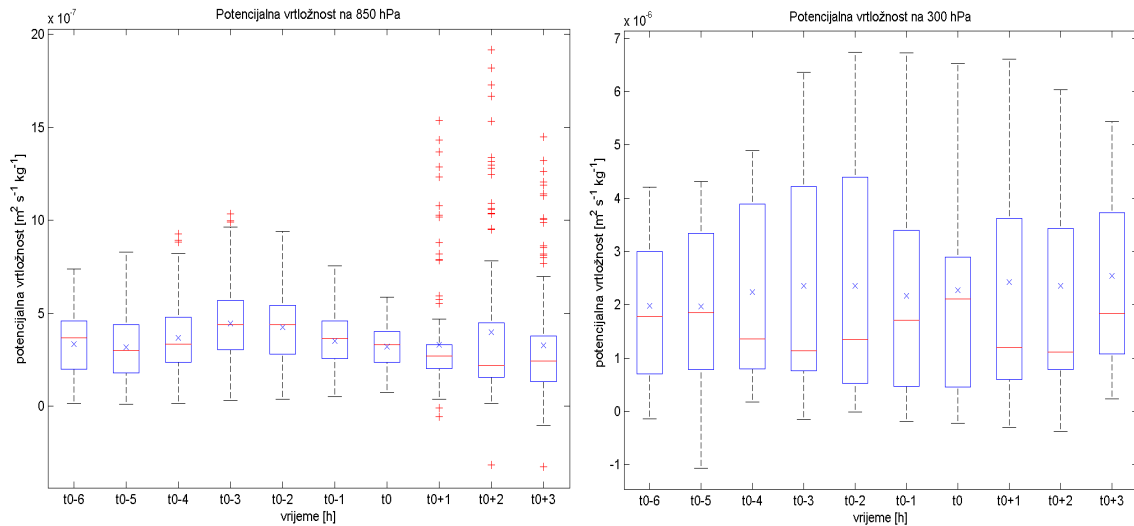 Potencijalna vrtložnost na 850 hPa
x 10⁻⁷
20
15
10
5
0
potencijalna vrtložnost [m² s⁻¹ kg⁻¹]
t0-6 t0-5 t0-4 t0-3 t0-2 t0-1 t0 t0+1 t0+2 t0+3
vrijeme [h]
Potencijalna vrtložnost na 300 hPa
x 10⁻⁶
7
6
5
4
3
2
1
0
-1
potencijalna vrtložnost [m² s⁻¹ kg⁻¹]
t0-6 t0-5 t0-4 t0-3 t0-2 t0-1 t0 t0+1 t0+2 t0+3
vrijeme [h]